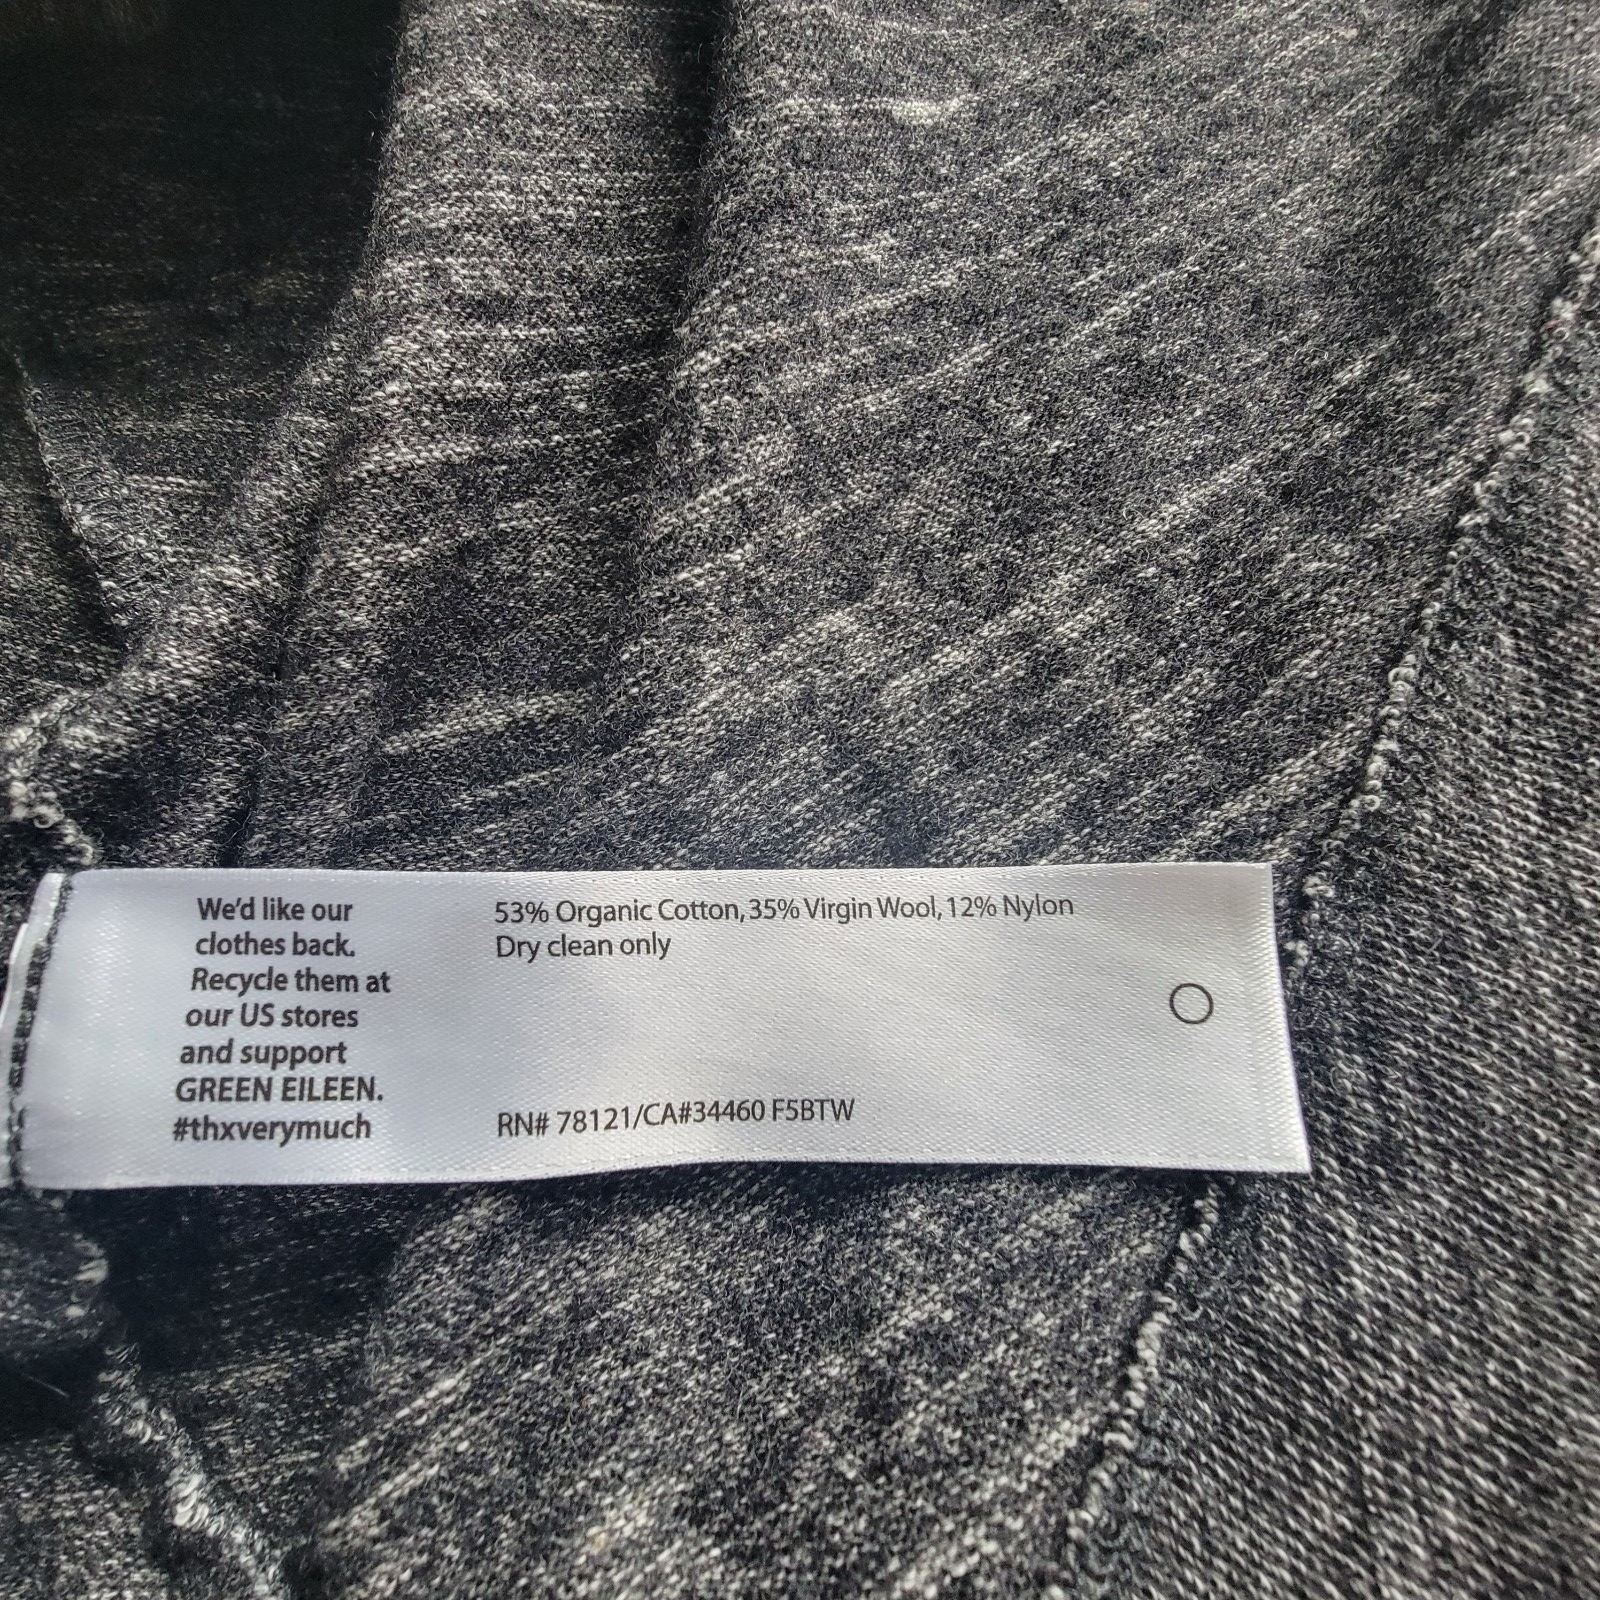 We'd like our
clothes back.
Recycle them at
our US stores
and support
GREEN EILEEN.
#thxverymuch
53% Organic Cotton, 35% Virgin Wool, 12% Nylon
Dry clean only
RN# 78121/CA#34460 F5BTW